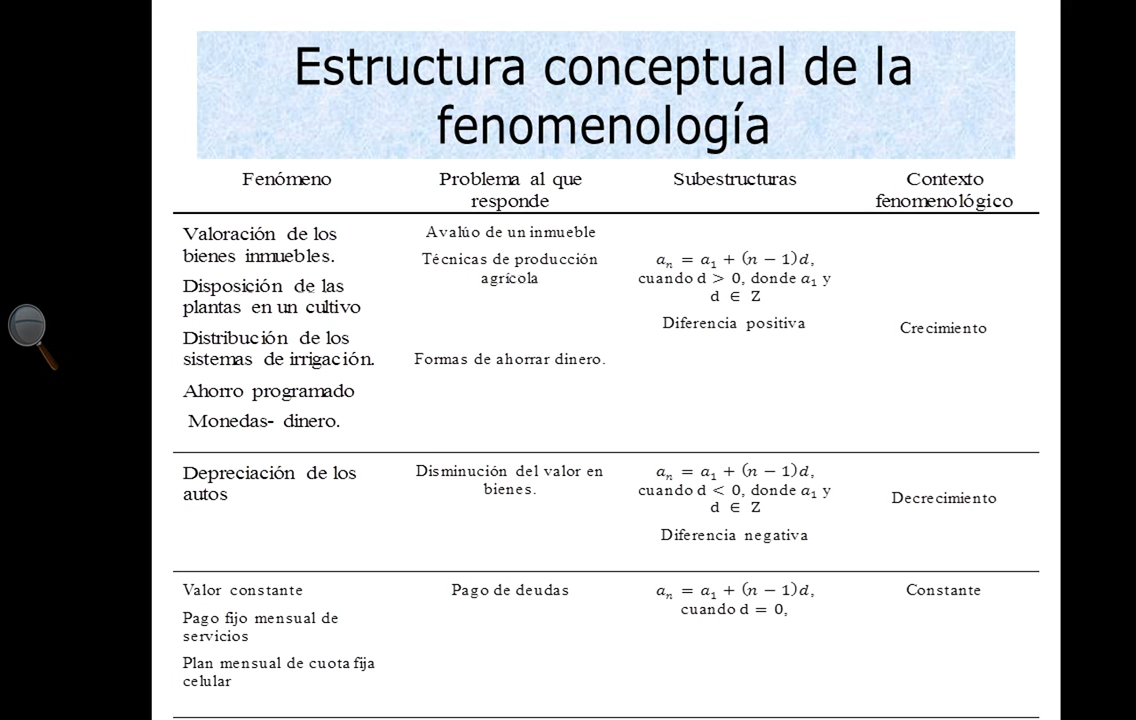 Estructura conceptual de la
fenomenología
Fenómeno
Problema al que
responde
Subestructuras
Contexto
fenomenológico
Valoración de los
bienes inmuebles.
Disposición de las
plantas en un cultivo
Distribución de los
sistemas de irrigación.
Ahorro programado
Monedas- dinero.
Avalúo de un inmueble
Técnicas de producción
agrícola
Formas de ahorrar dinero.
aₙ = a₁ + (n − 1)d,
cuando d > 0, donde a₁ y
d ∈ Z
Diferencia positiva
Crecimiento
Depreciación de los
autos
Disminución del valor en
bienes.
aₙ = a₁ + (n − 1)d,
cuando d < 0, donde a₁ y
d ∈ Z
Diferencia negativa
Decrecimiento
Valor constante
Pago fijo mensual de
servicios
Plan mensual de cuota fija
celular
Pago de deudas
aₙ = a₁ + (n − 1)d,
cuando d = 0,
Constante